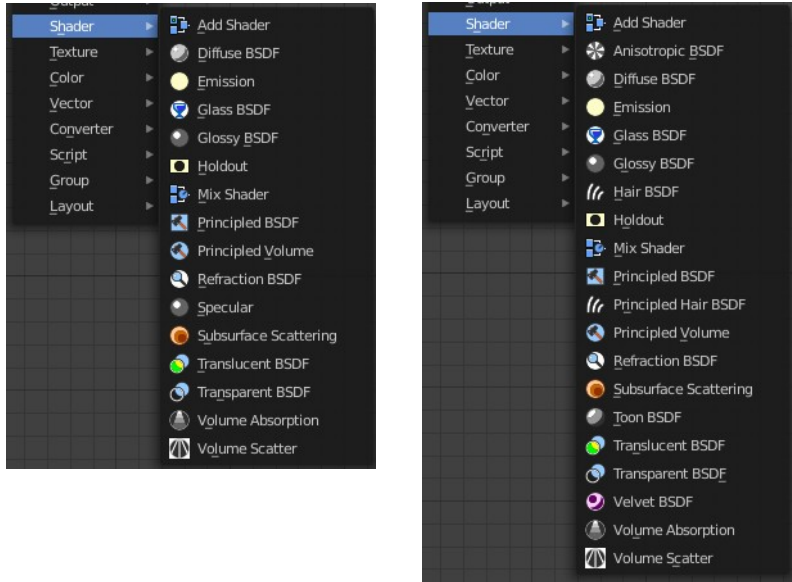 Shader
Texture
Color
Vector
Converter
Script
Group
Layout
Add Shader
Diffuse BSDF
Emission
Glass BSDF
Glossy BSDF
Holdout
Mix Shader
Principled BSDF
Principled Volume
Refraction BSDF
Specular
Subsurface Scattering
Translucent BSDF
Transparent BSDF
Volume Absorption
Volume Scatter
Shader
Texture
Color
Vector
Converter
Script
Group
Layout
Add Shader
Anisotropic BSDF
Diffuse BSDF
Emission
Glass BSDF
Glossy BSDF
Hair BSDF
Holdout
Mix Shader
Principled BSDF
Principled Hair BSDF
Principled Volume
Refraction BSDF
Subsurface Scattering
Toon BSDF
Translucent BSDF
Transparent BSDF
Velvet BSDF
Volume Absorption
Volume Scatter